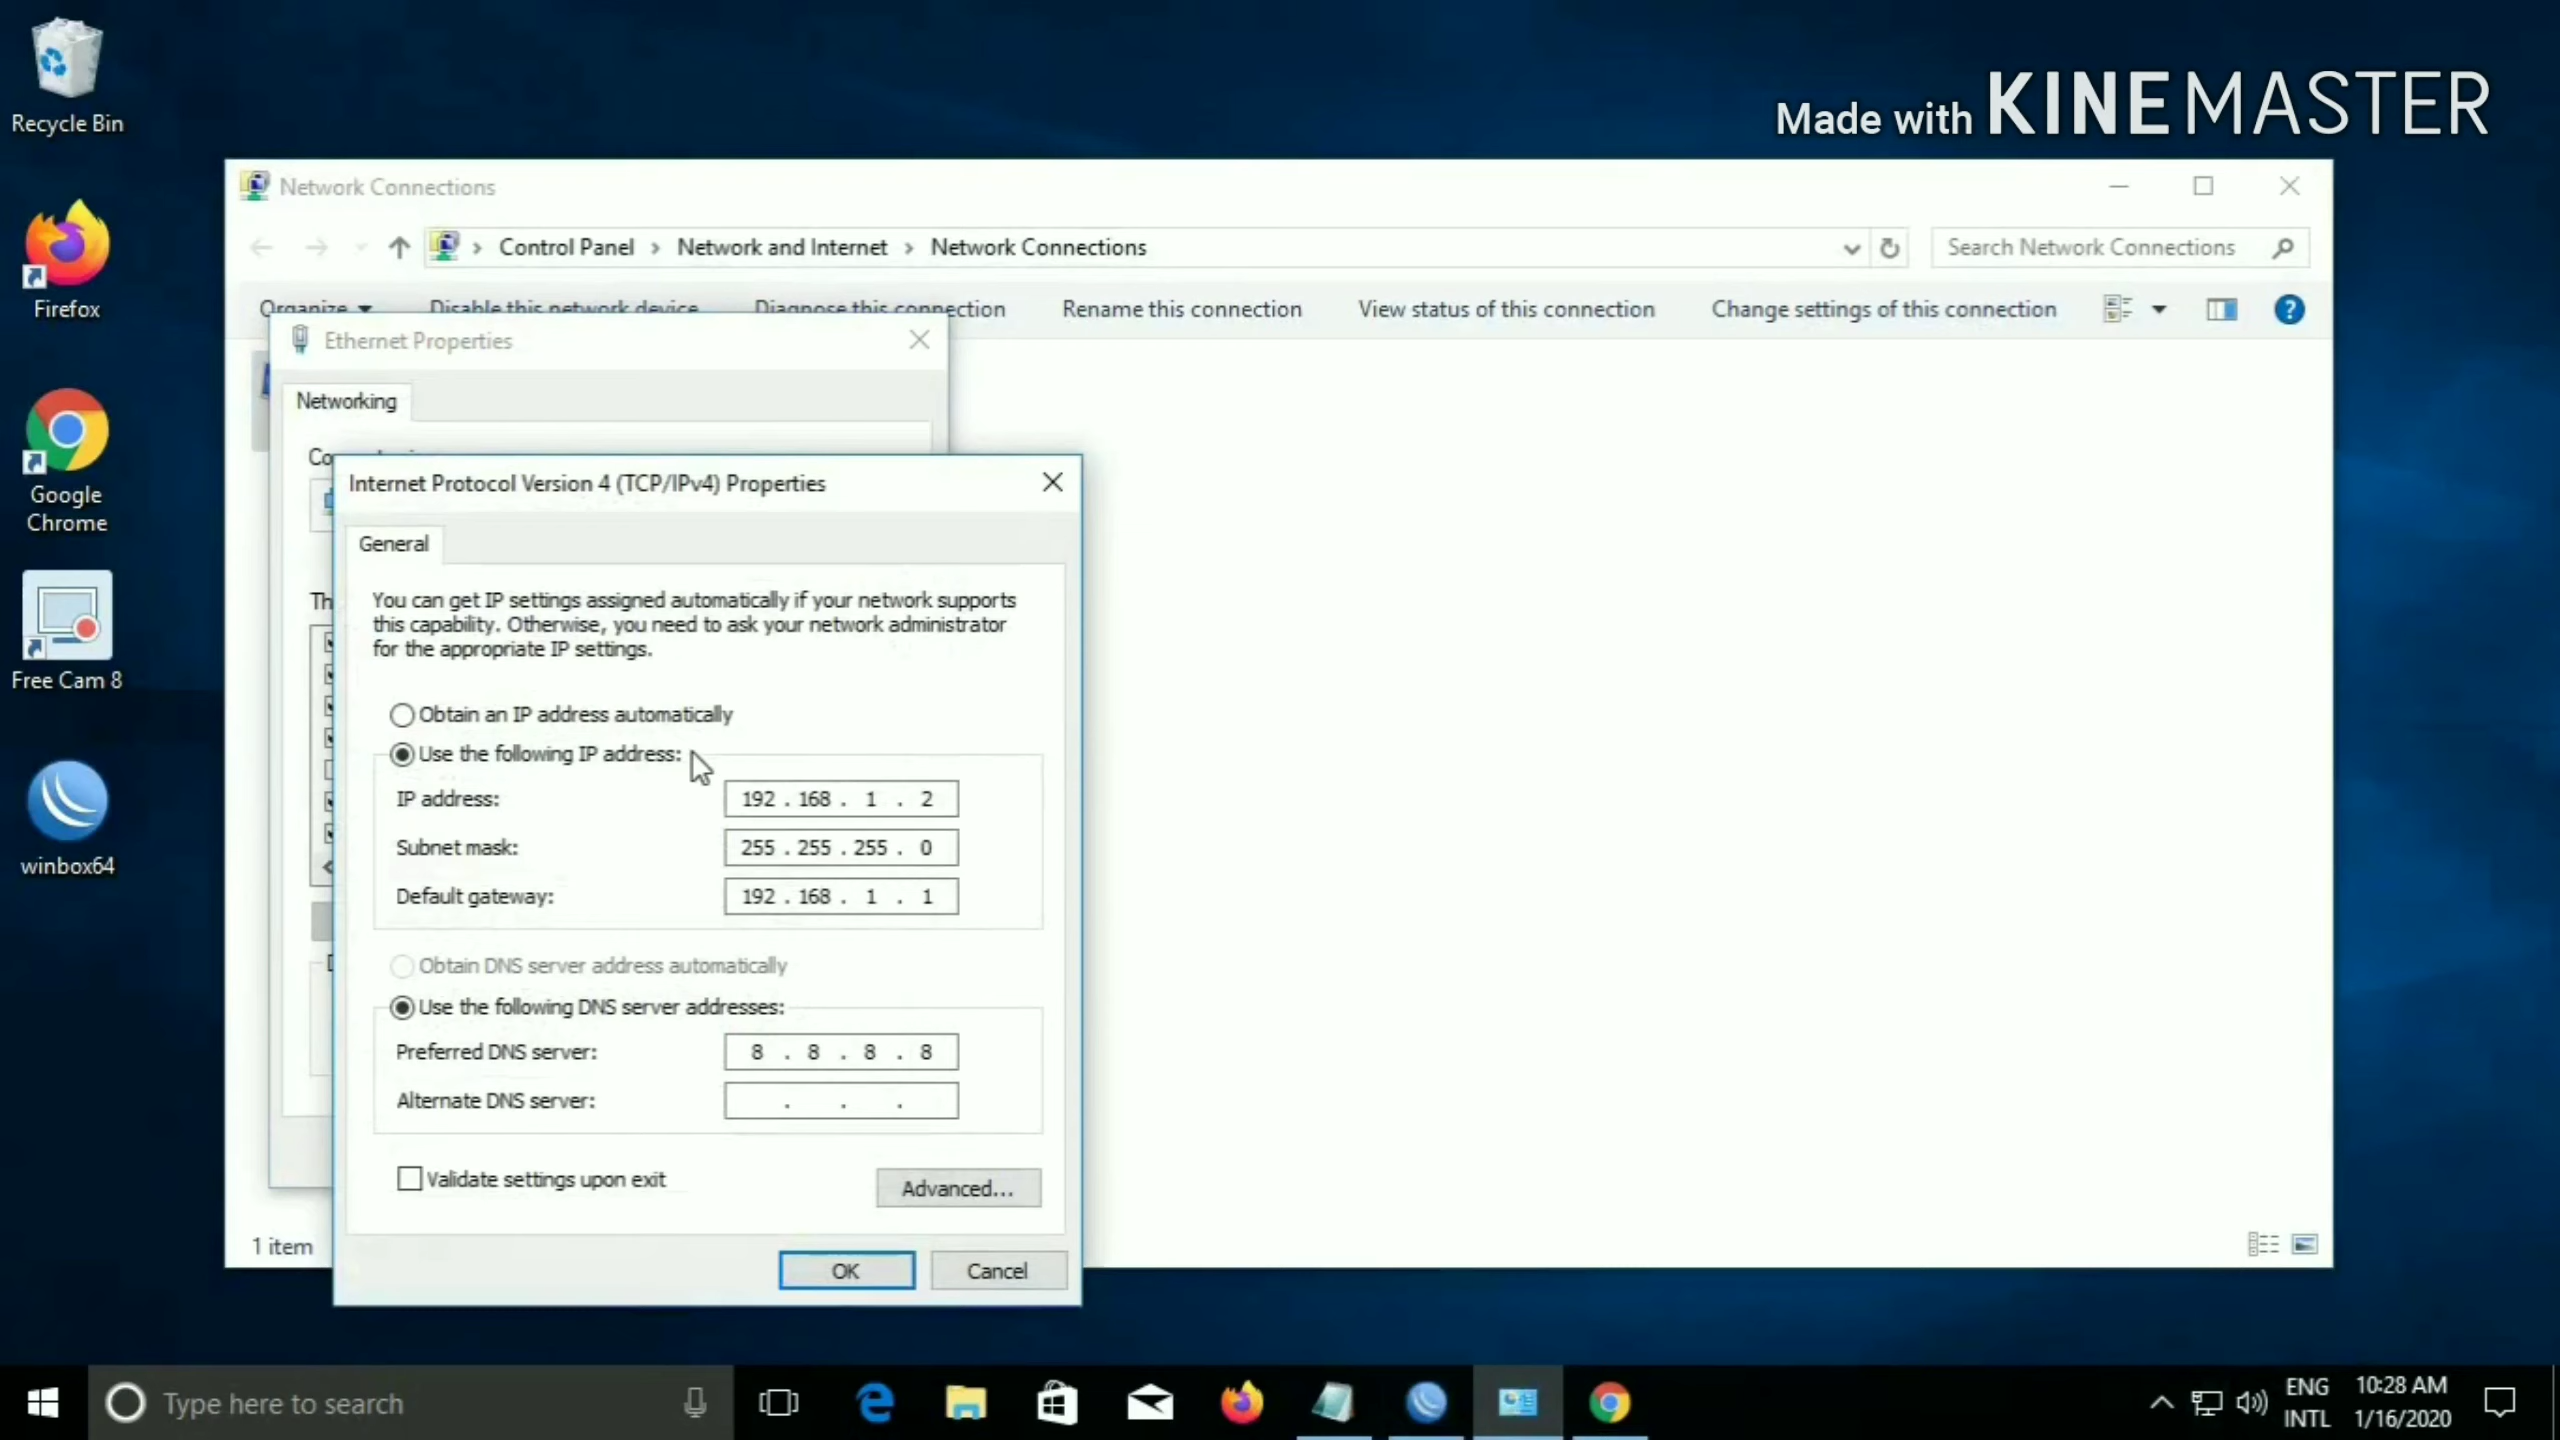 Recycle Bin
Made with KINEMASTER
Network Connections
Control Panel > Network and Internet > Network Connections
Search Network Connections
Organize
Disable this network device
Diagnose this connection
Rename this connection
View status of this connection
Change settings of this connection
Firefox
Ethernet Properties
Networking
Internet Protocol Version 4 (TCP/IPv4) Properties
General
Google
Chrome
You can get IP settings assigned automatically if your network supports
this capability. Otherwise, you need to ask your network administrator
for the appropriate IP settings.
Free Cam 8
Obtain an IP address automatically
Use the following IP address:
IP address: 192 . 168 . 1 . 2
Subnet mask: 255 . 255 . 255 . 0
Default gateway: 192 . 168 . 1 . 1
winbox64
Obtain DNS server address automatically
Use the following DNS server addresses:
Preferred DNS server: 8 . 8 . 8 . 8
Alternate DNS server: . . .
Validate settings upon exit
Advanced...
1 item
OK
Cancel
Type here to search
ENG
INTL
10:28 AM
1/16/2020